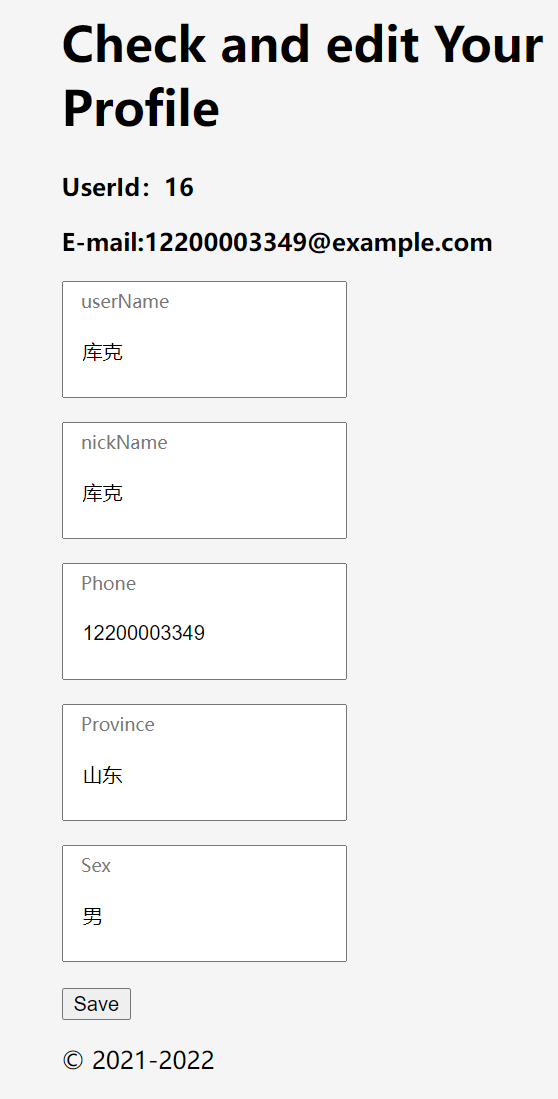 Check and edit Your
Profile
UserId：16
E-mail:12200003349@example.com
userName
库克
nickName
库克
Phone
12200003349
Province
山东
Sex
男
Save
© 2021-2022